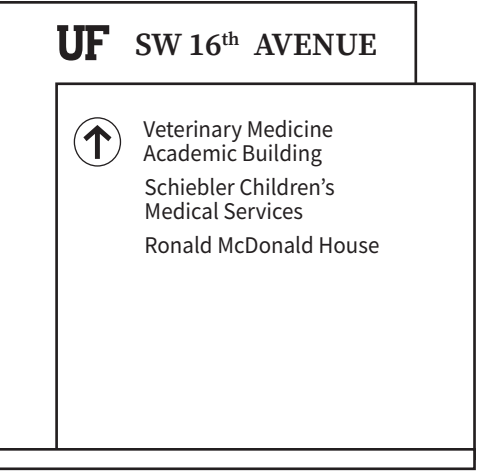 UF SW 16th AVENUE
Veterinary Medicine
Academic Building
Schiebler Children's
Medical Services
Ronald McDonald House